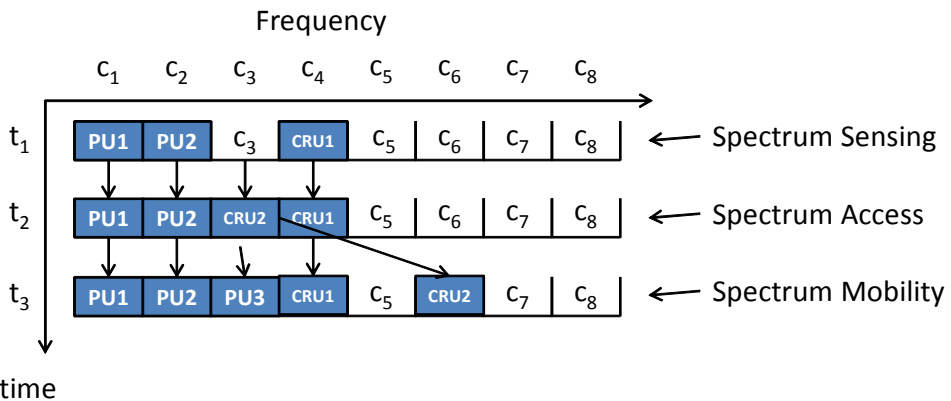 Frequency
c1 c2 c3 c4 c5 c6 c7 c8
t1 PU1 PU2 c3 CRU1 c5 c6 c7 c8 Spectrum Sensing
t2 PU1 PU2 CRU2 CRU1 c5 c6 c7 c8 Spectrum Access
t3 PU1 PU2 PU3 CRU1 c5 CRU2 c7 c8 Spectrum Mobility
time